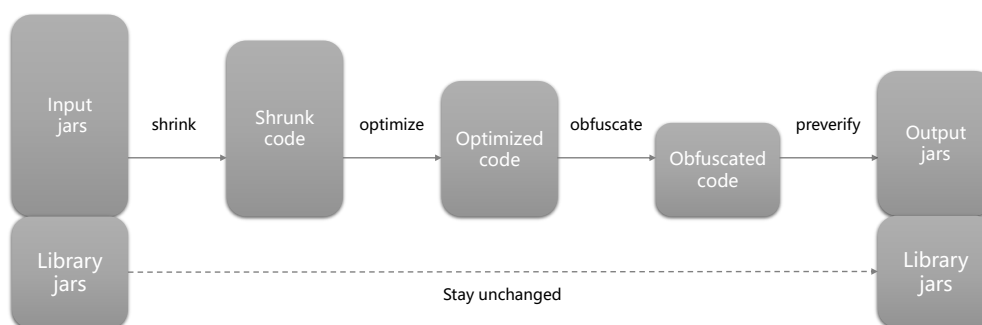 Input
jars
shrink
Shrunk
code
optimize
Optimized
code
obfuscate
Obfuscated
code
preverify
Output
jars
Library
jars
Stay unchanged
Library
jars